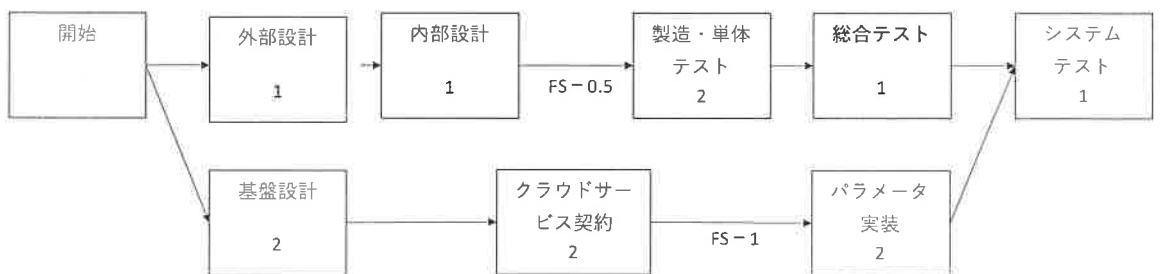 開始
外部設計
1
内部設計
1
FS－0.5
製造・単体
テスト
2
総合テスト
1
システム
テスト
1
基盤設計
2
クラウドサー
ビス契約
2
FS－1
パラメータ
実装
2